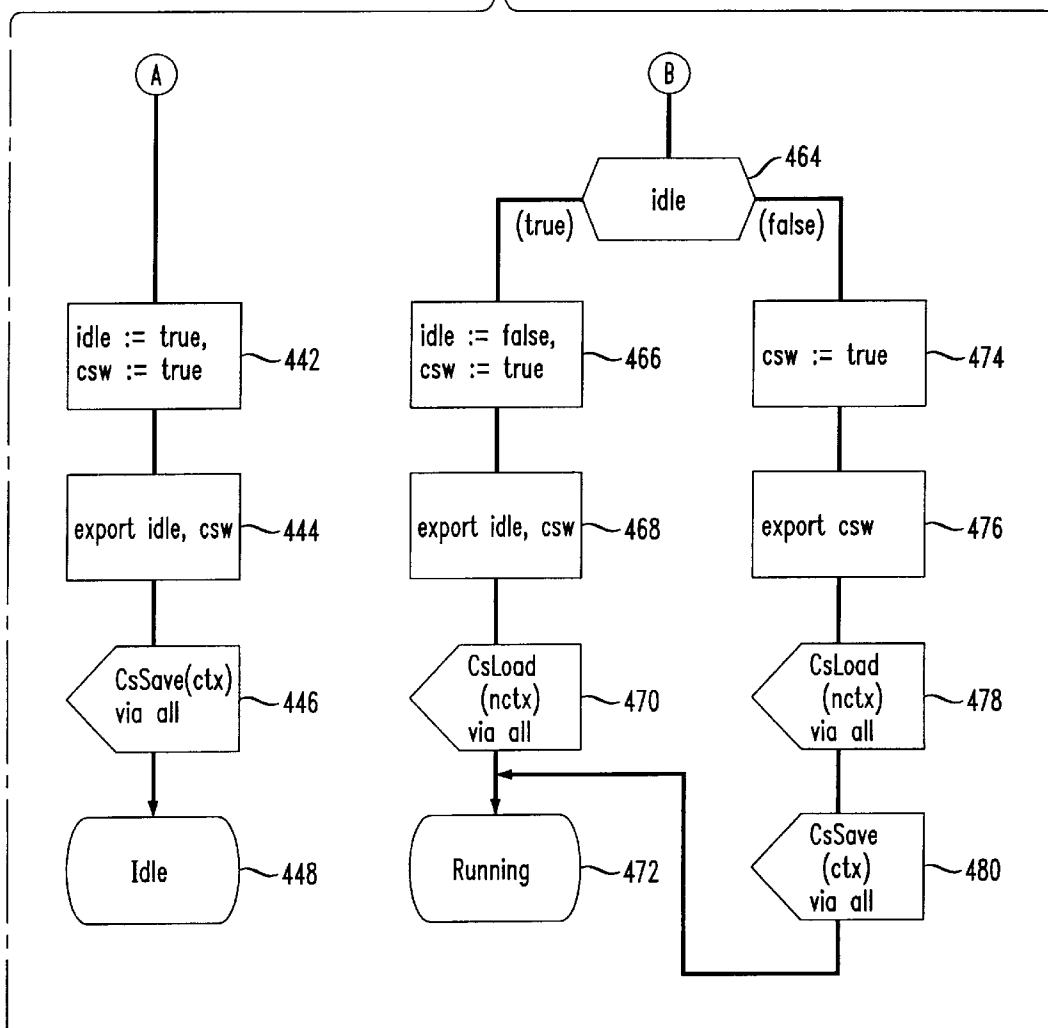 A
B
464
idle
(true)
(false)
idle := true,
csw := true
442
idle := false,
csw := true
466
csw := true
474
export idle, csw
444
export idle, csw
468
export csw
476
CsSave(ctx)
via all
446
CsLoad
(nctx)
via all
470
CsLoad
(nctx)
via all
478
Idle
448
Running
472
CsSave
(ctx)
via all
480